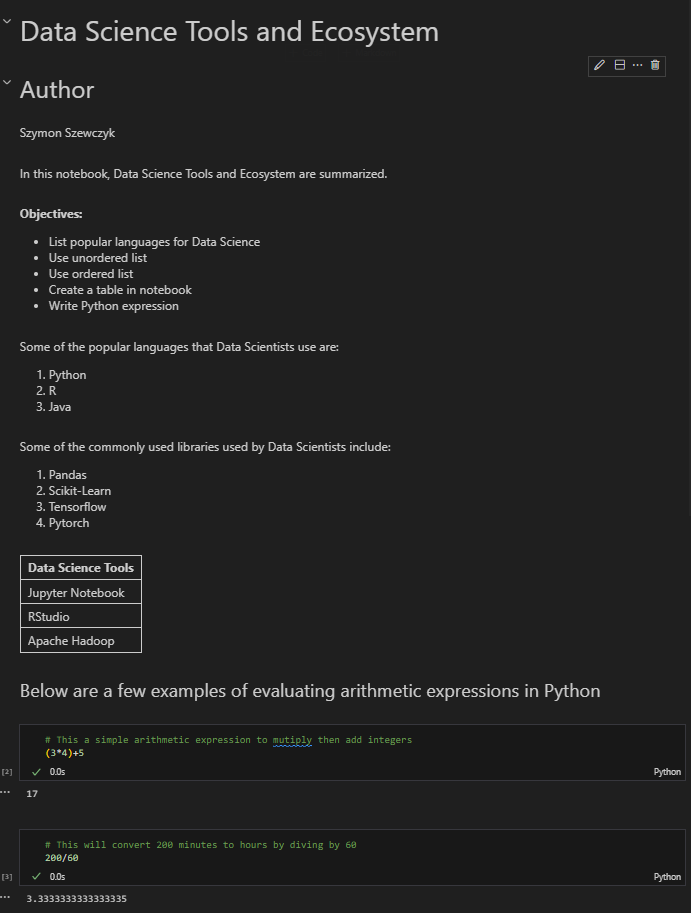 Data Science Tools and Ecosystem
Author
Szymon Szewczyk
In this notebook, Data Science Tools and Ecosystem are summarized.
Objectives:
• List popular languages for Data Science
• Use unordered list
• Use ordered list
• Create a table in notebook
• Write Python expression
Some of the popular languages that Data Scientists use are:
1. Python
2. R
3. Java
Some of the commonly used libraries used by Data Scientists include:
1. Pandas
2. Scikit-Learn
3. Tensorflow
4. Pytorch
Data Science Tools
Jupyter Notebook
RStudio
Apache Hadoop
Below are a few examples of evaluating arithmetic expressions in Python
# This a simple arithmetic expression to mutiply then add integers
(3*4)+5
[2] ✓ 0.0s Python
... 17
# This will convert 200 minutes to hours by diving by 60
200/60
[3] ✓ 0.0s Python
... 3.3333333333333335